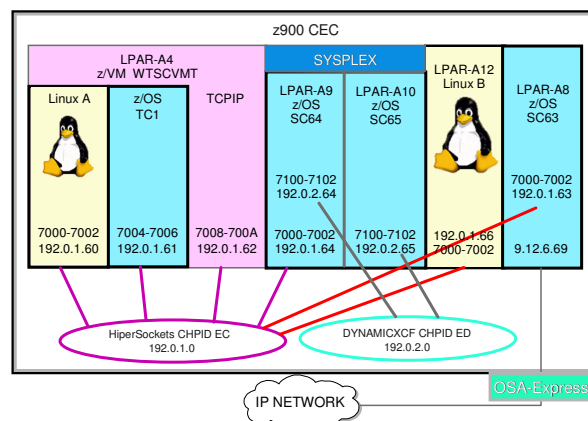 z900 CEC
LPAR-A4
z/VM WTSCVMT
SYSPLEX
Linux A
z/OS
TC1
TCPIP
LPAR-A9
z/OS
SC64
LPAR-A10
z/OS
SC65
LPAR-A12
Linux B
LPAR-A8
z/OS
SC63
7100-7102
192.0.2.64
7000-7002
192.0.1.63
7000-7002
192.0.1.60
7004-7006
192.0.1.61
7008-700A
192.0.1.62
7000-7002
192.0.1.64
7100-7102
192.0.2.65
192.0.1.66
7000-7002
9.12.6.69
HiperSockets CHPID EC
192.0.1.0
DYNAMICXCF CHPID ED
192.0.2.0
OSA-Express
IP NETWORK